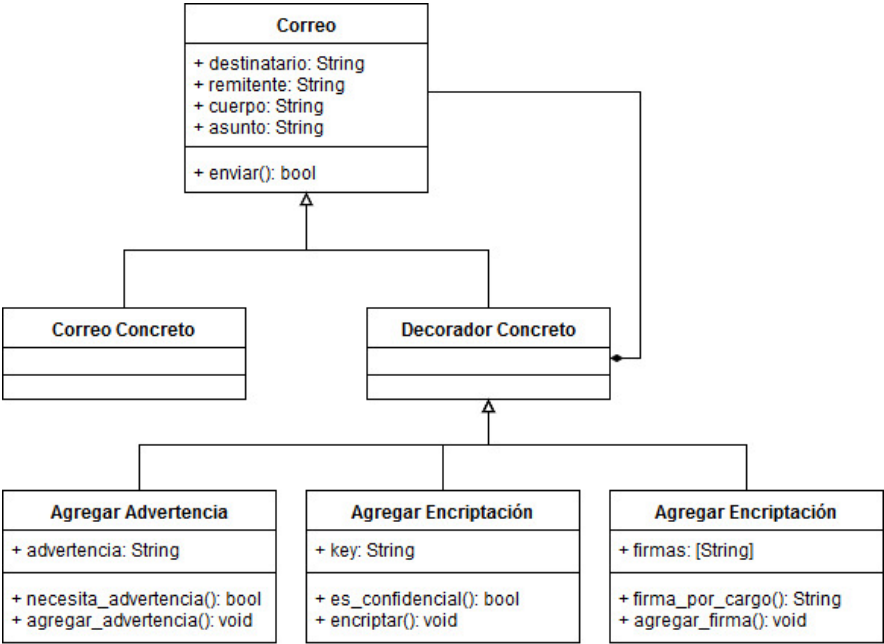 Correo
+ destinatario: String
+ remitente: String
+ cuerpo: String
+ asunto: String
+ enviar(): bool
Correo Concreto
Decorador Concreto
Agregar Advertencia
+ advertencia: String
+ necesita_advertencia(): bool
+ agregar_advertencia(): void
Agregar Encriptación
+ key: String
+ es_confidencial(): bool
+ encriptar(): void
Agregar Encriptación
+ firmas: [String]
+ firma_por_cargo(): String
+ agregar_firma(): void